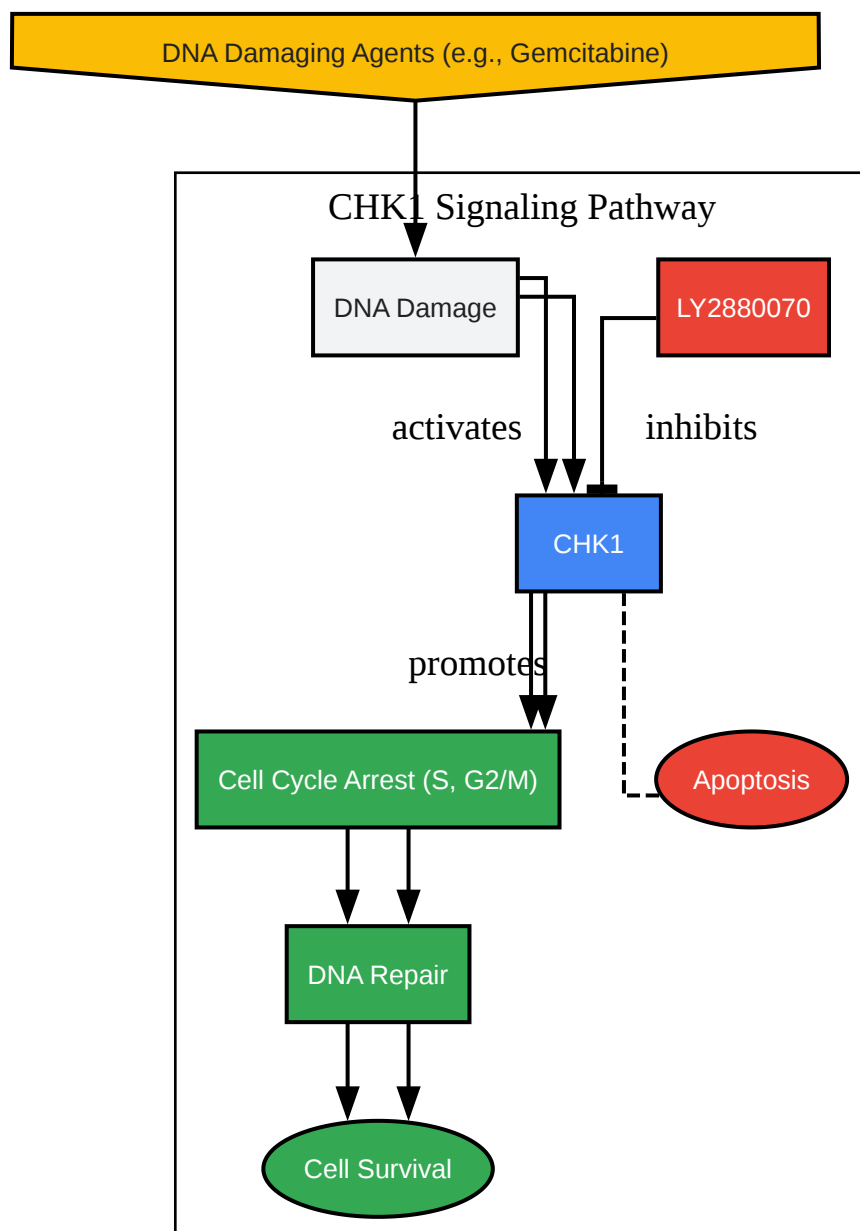 DNA Damaging Agents (e.g., Gemcitabine)
CHK1 Signaling Pathway
DNA Damage
LY2880070
activates
inhibits
CHK1
promotes
Cell Cycle Arrest (S, G2/M)
Apoptosis
DNA Repair
Cell Survival